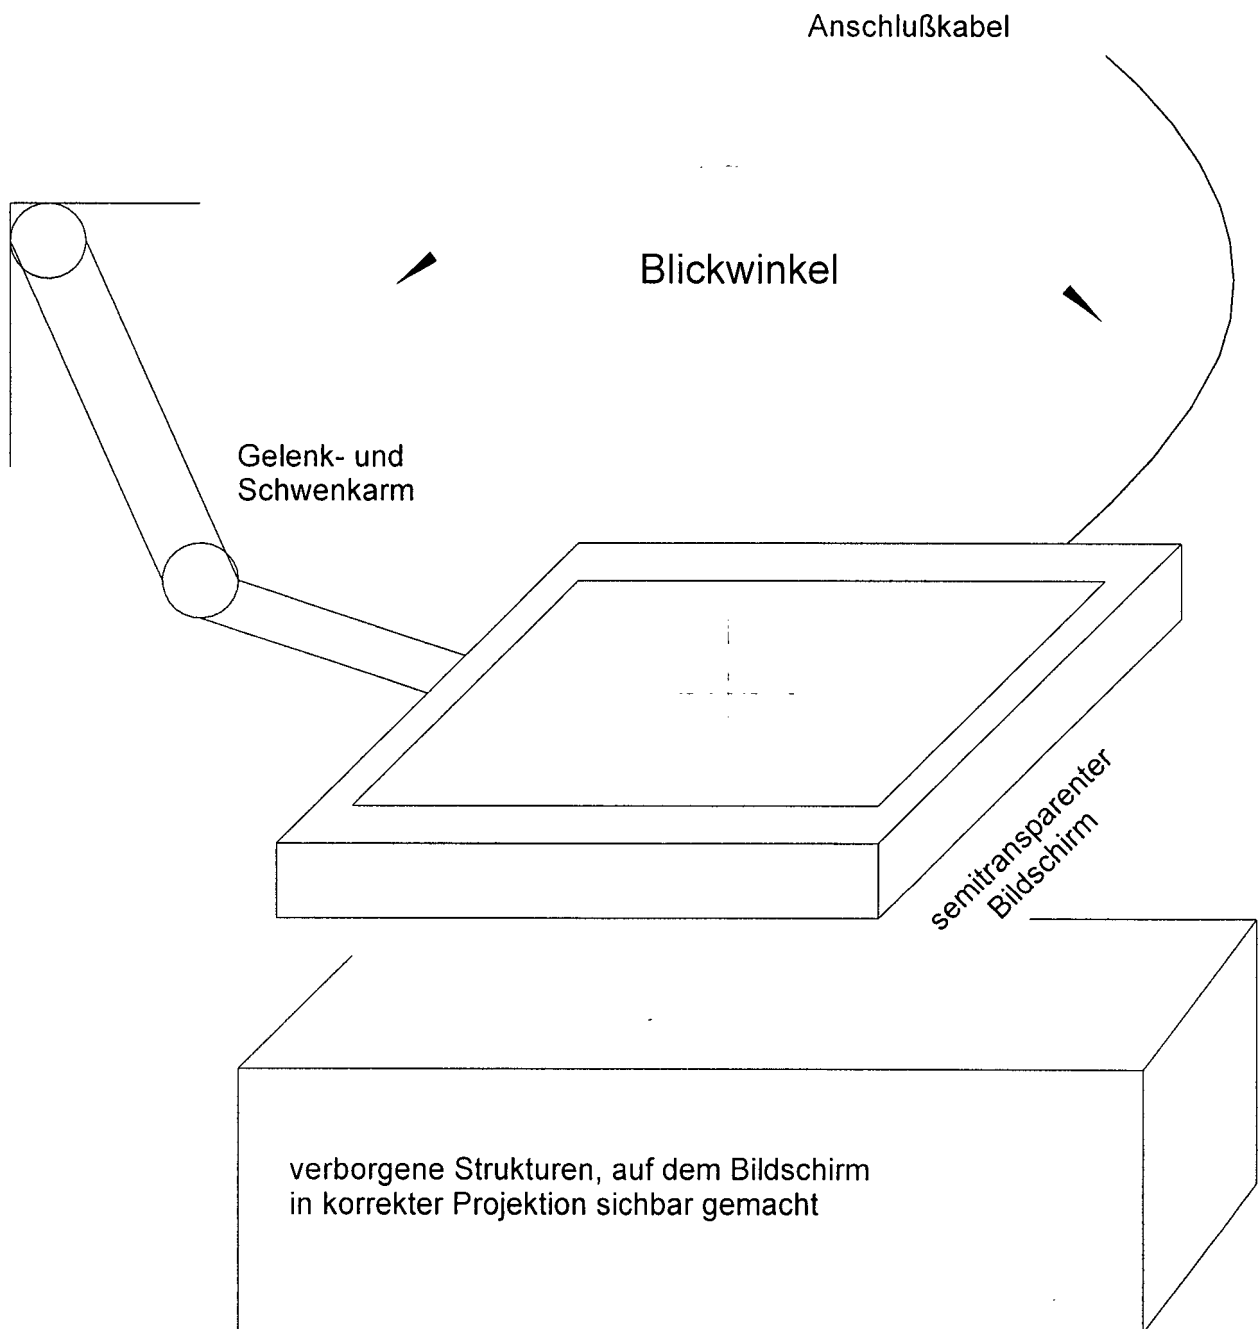 Anschlußkabel
Blickwinkel
Gelenk- und
Schwenkarm
semitransparenter
Bildschirm
verborgene Strukturen, auf dem Bildschirm
in korrekter Projektion sichbar gemacht